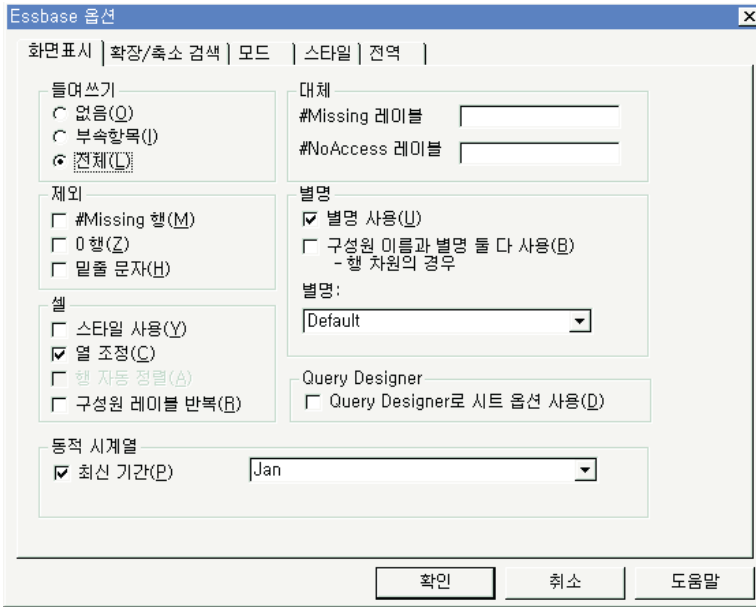 Essbase 옵션
화면표시 확장/축소 검색 모드 스타일 전역
들여쓰기
없음(O)
부속항목(I)
전체(L)
대체
#Missing 레이블
#NoAccess 레이블
제외
#Missing 행(M)
0 행(Z)
밑줄 문자(H)
별명
별명 사용(U)
구성원 이름과 별명 둘 다 사용(B)
- 행 차원의 경우
별명:
Default
셀
스타일 사용(Y)
열 조정(C)
행 자동 정렬(A)
구성원 레이블 반복(R)
Query Designer
Query Designer로 시트 옵션 사용(D)
동적 시계열
최신 기간(P) Jan
확인 취소 도움말